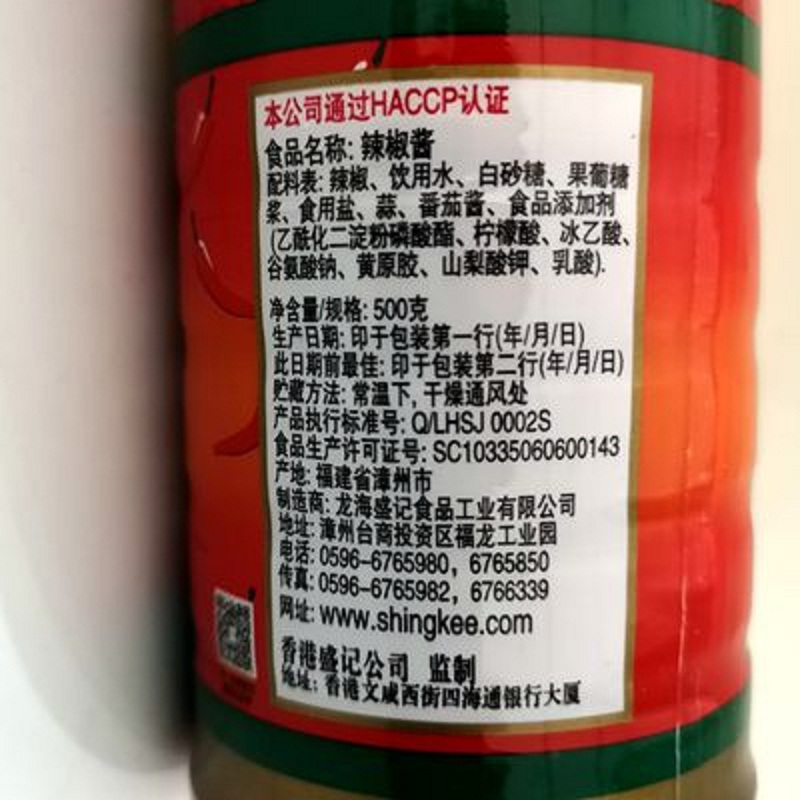 本公司通过HACCP认证
食品名称: 辣椒酱
配料表: 辣椒、饮用水、白砂糖、果葡糖
浆、食用盐、蒜、番茄酱、食品添加剂
(乙酰化二淀粉磷酸酯、柠檬酸、冰乙酸、
谷氨酸钠、黄原胶、山梨酸钾、乳酸).
净含量/规格: 500克
生产日期: 印于包装第一行(年/月/日)
此日期前最佳: 印于包装第二行(年/月/日)
贮藏方法: 常温下, 干燥通风处
产品执行标准号: Q/LHSJ 0002S
食品生产许可证号: SC10335060600143
产地: 福建省漳州市
制造商: 龙海盛记食品工业有限公司
地址: 漳州台商投资区福龙工业园
电话: 0596-6765980, 6765850
传真: 0596-6765982, 6766339
网址: www.shingkee.com
香港盛记公司 监制
地址: 香港文咸西街四海通银行大厦